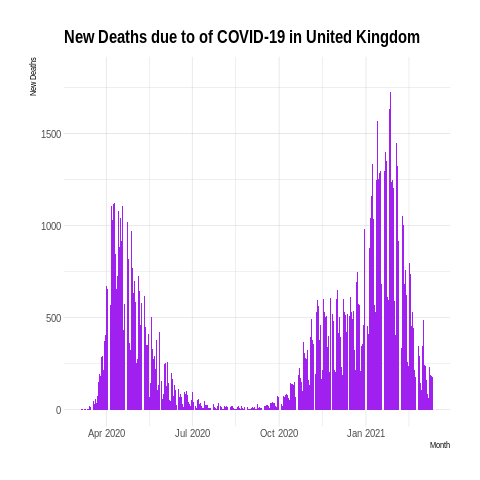 New Deaths due to of COVID-19 in United Kingdom
New Deaths
1500
1000
500
0
Apr 2020 Jul 2020 Oct 2020 Jan 2021
Month